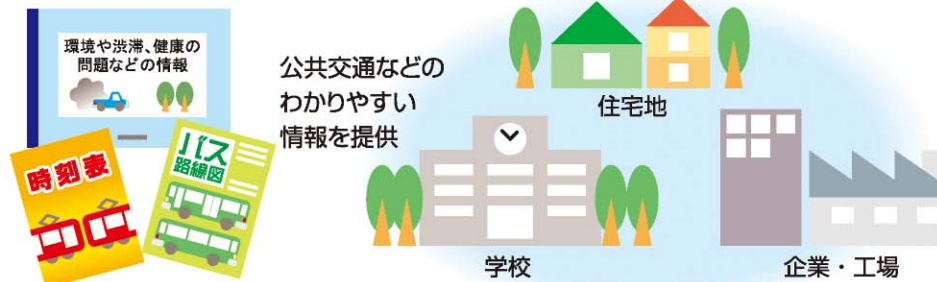 環境や渋滞、健康の
問題などの情報
時刻表
バス
路線図
公共交通などの
わかりやすい
情報を提供
住宅地
学校
企業・工場